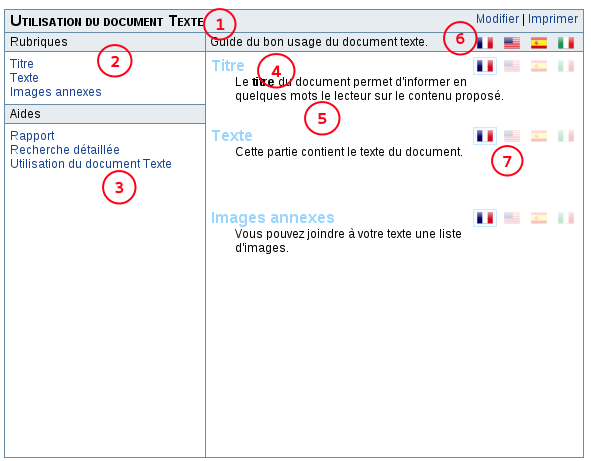 UTILISATION DU DOCUMENT TEXTE
1
Modifier | Imprimer
Rubriques
Guide du bon usage du document texte.
6
Titre
Texte
Images annexes
2
Aides
Rapport
Recherche détaillée
Utilisation du document Texte
3
Titre
4
Le titre du document permet d'informer en
quelques mots le lecteur sur le contenu proposé.
5
Texte
Cette partie contient le texte du document.
7
Images annexes
Vous pouvez joindre à votre texte une liste
d'images.